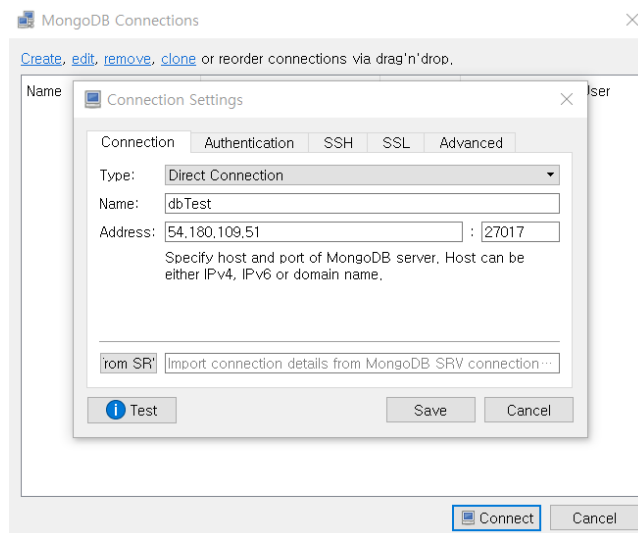 MongoDB Connections
Create, edit, remove, clone or reorder connections via drag'n'drop.
Name
Connection Settings
Connection Authentication SSH SSL Advanced
Type: Direct Connection
Name: dbTest
Address: 54.180.109.51 : 27017
Specify host and port of MongoDB server. Host can be
either IPv4, IPv6 or domain name.
Import connection details from MongoDB SRV connection...
Test Save Cancel
Connect Cancel